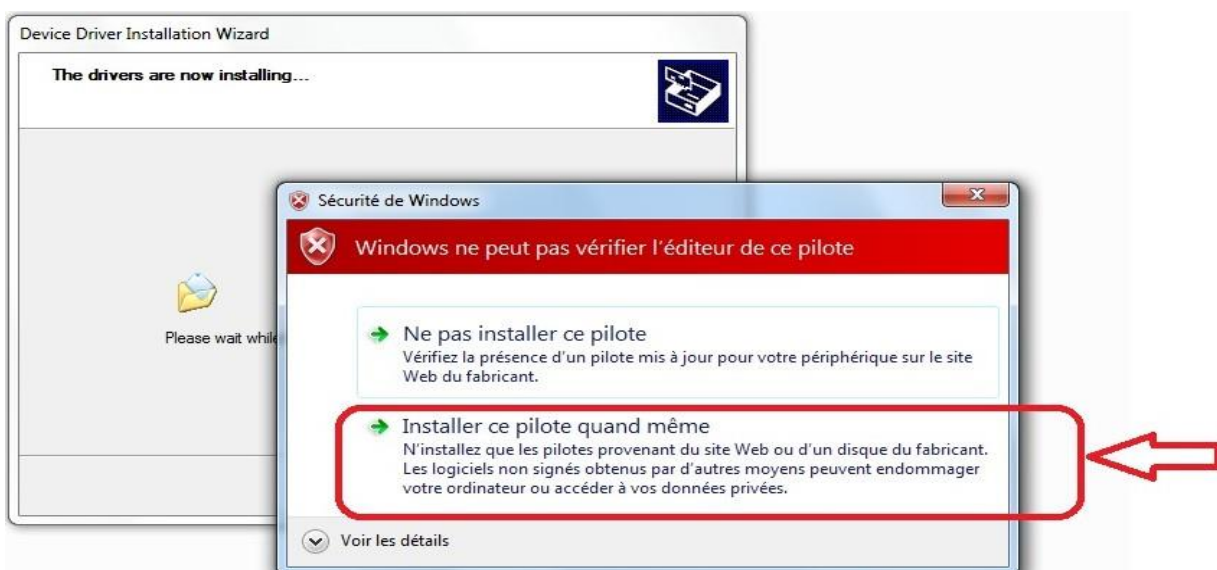 Device Driver Installation Wizard
The drivers are now installing...
Sécurité de Windows
Windows ne peut pas vérifier l'éditeur de ce pilote
Please wait while
Ne pas installer ce pilote
Vérifiez la présence d'un pilote mis à jour pour votre périphérique sur le site
Web du fabricant.
Installer ce pilote quand même
N'installez que les pilotes provenant du site Web ou d'un disque du fabricant.
Les logiciels non signés obtenus par d'autres moyens peuvent endommager
votre ordinateur ou accéder à vos données privées.
Voir les détails